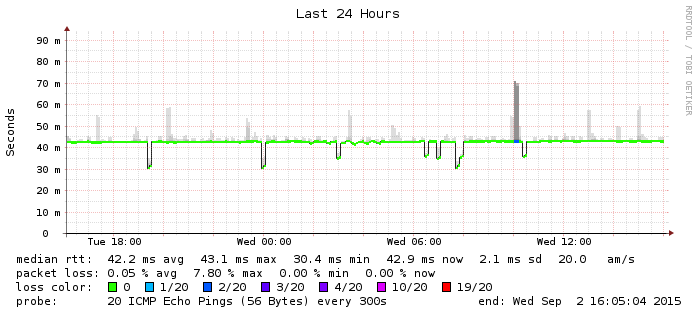 Last 24 Hours
RRDTOOL / TOBI OETIKER
Seconds
90 m
80 m
70 m
60 m
50 m
40 m
30 m
20 m
10 m
0
Tue 18:00 Wed 00:00 Wed 06:00 Wed 12:00
median rtt: 42.2 ms avg 43.1 ms max 30.4 ms min 42.9 ms now 2.1 ms sd 20.0 am/s
packet loss: 0.05 % avg 7.80 % max 0.00 % min 0.00 % now
loss color: 0 1/20 2/20 3/20 4/20 10/20 19/20
probe: 20 ICMP Echo Pings (56 Bytes) every 300s end: Wed Sep 2 16:05:04 2015